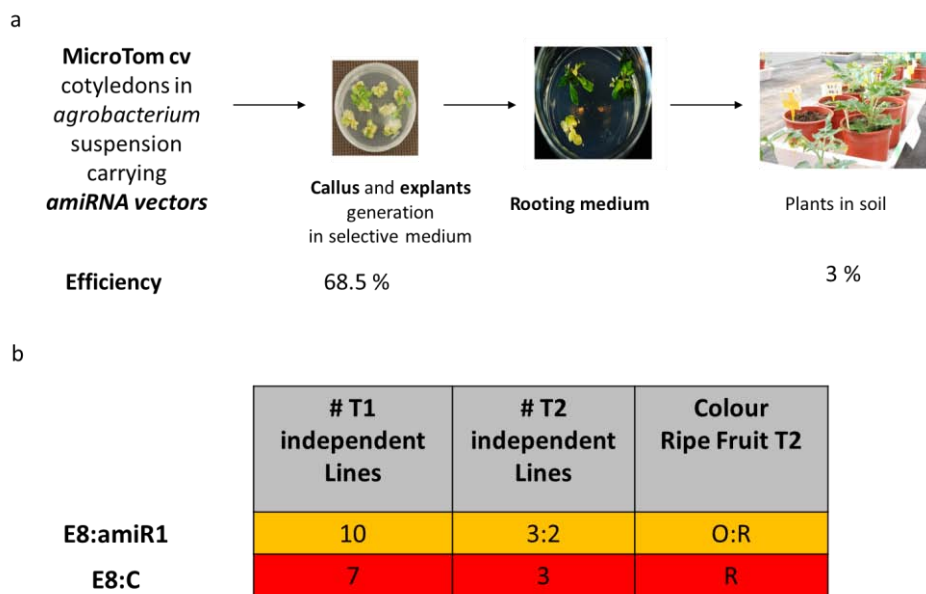 a
MicroTom cv
cotyledons in
agrobacterium
suspension
carrying
amiRNA vectors
Callus and explants
generation
in selective medium
Rooting medium
Plants in soil
Efficiency
68.5 %
3 %
b
# T1
independent
Lines
# T2
independent
Lines
Colour
Ripe Fruit T2
E8:amiR1
10
3:2
O:R
E8:C
7
3
R